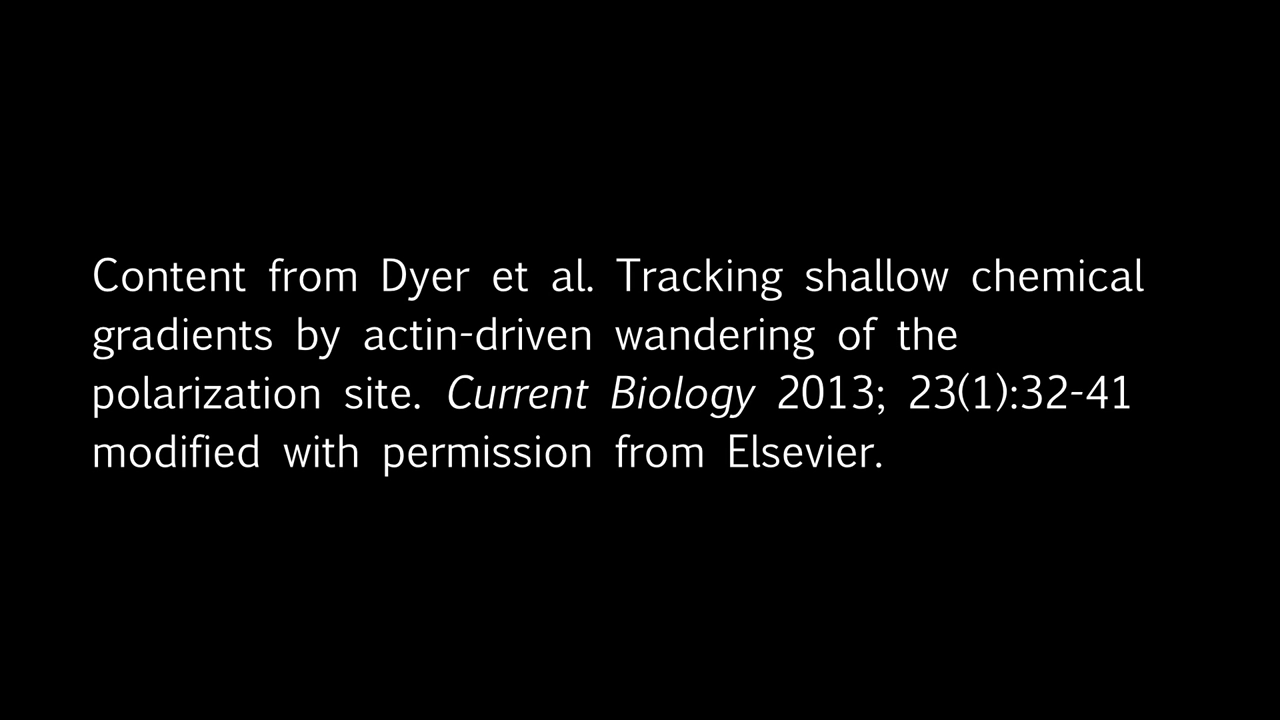 Content from Dyer et al. Tracking shallow chemical
gradients by actin-driven wandering of the
polarization site. Current Biology 2013; 23(1):32-41
modified with permission from Elsevier.